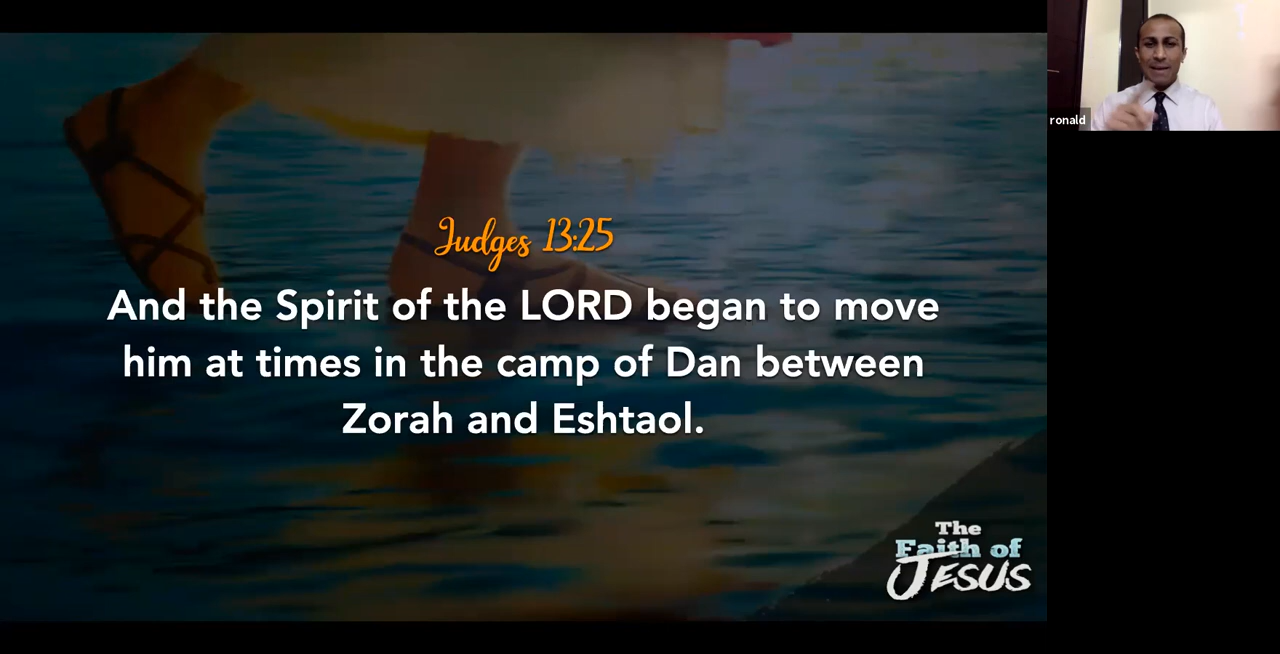 ronald
Judges 13:25
And the Spirit of the LORD began to move
him at times in the camp of Dan between
Zorah and Eshtaol.
The
Faith of
JESUS